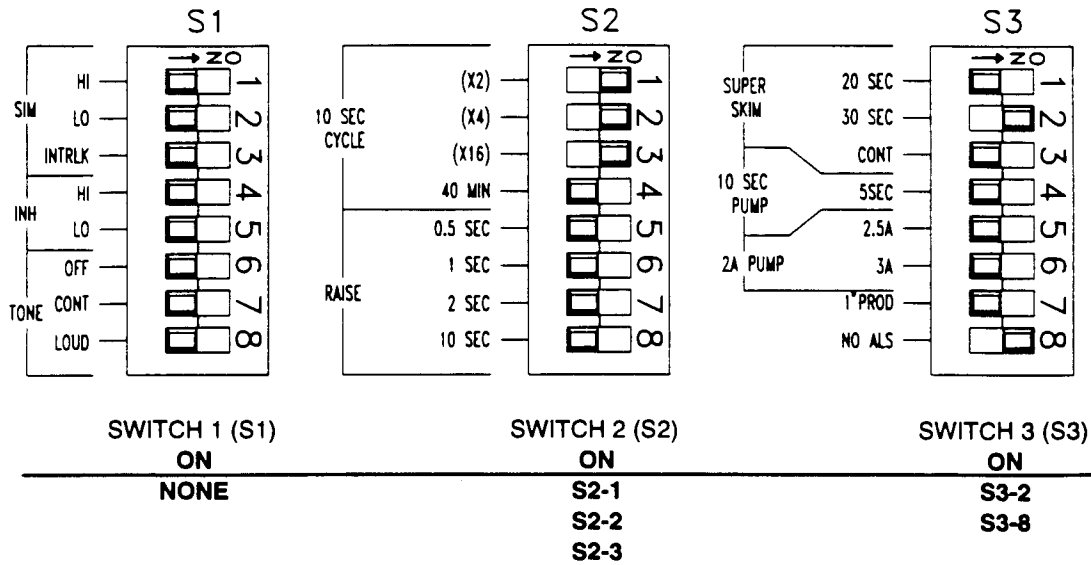 S1
S2
S3
ON
1
2
3
4
5
6
7
8
SIM
HI
LO
INTRLK
INH
HI
LO
TONE
OFF
CONT
LOUD
ON
1
2
3
4
5
6
7
8
10 SEC
CYCLE
(X2)
(X4)
(X16)
40 MIN
RAISE
0.5 SEC
1 SEC
2 SEC
10 SEC
ON
1
2
3
4
5
6
7
8
SUPER
SKIM
20 SEC
30 SEC
CONT
10 SEC
PUMP
5SEC
2.5A
2A PUMP
3A
1"PROD
NO ALS
SWITCH 1 (S1)
SWITCH 2 (S2)
SWITCH 3 (S3)
ON
ON
ON
NONE
S2-1
S3-2
S2-2
S3-8
S2-3